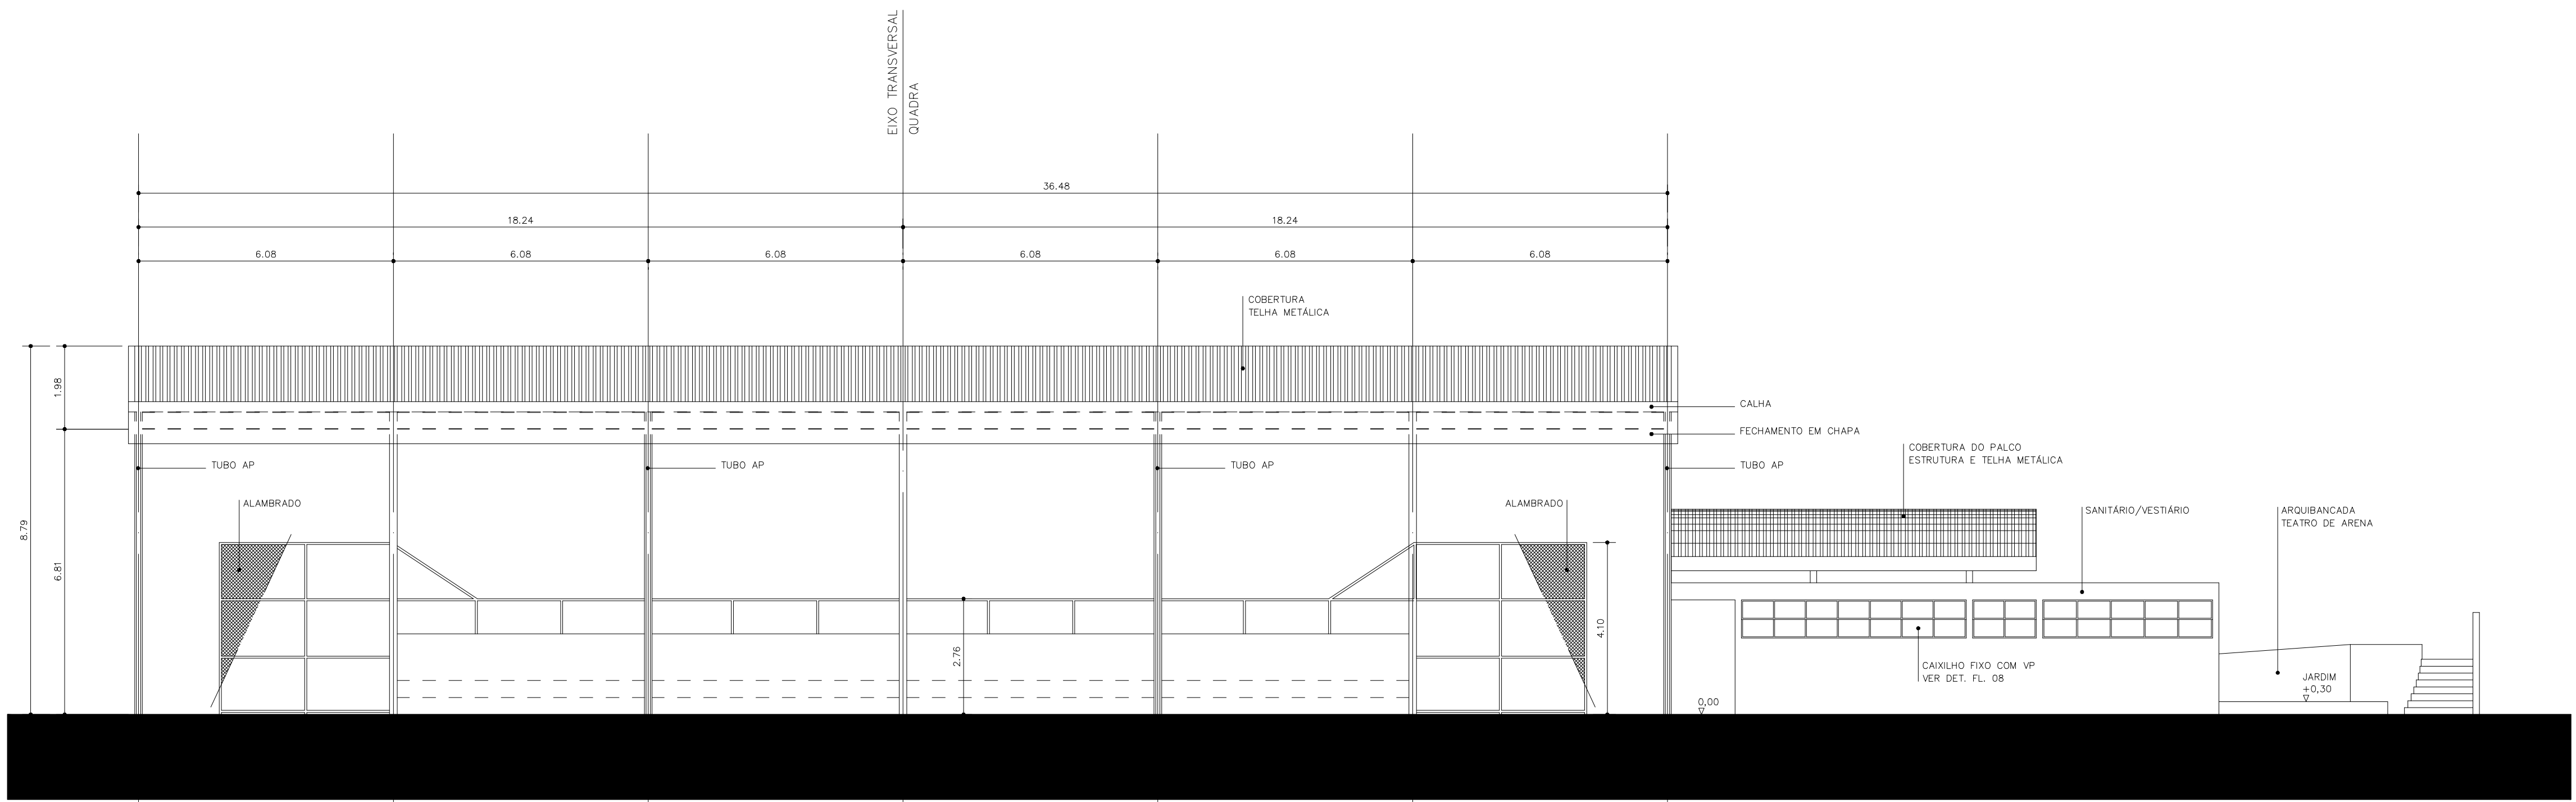 EIXO TRANSVERSAL
QUADRA
36.48
18.24
18.24
6.08
6.08
6.08
6.08
6.08
6.08
COBERTURA
TELHA METÁLICA
1.98
8.79
6.81
CALHA
FECHAMENTO EM CHAPA
COBERTURA DO PALCO
ESTRUTURA E TELHA METÁLICA
TUBO AP
TUBO AP
TUBO AP
TUBO AP
ALAMBRADO
ALAMBRADO
SANITÁRIO/VESTIÁRIO
ARQUIBANCADA
TEATRO DE ARENA
4.10
2.76
CAIXILHO FIXO COM VP
VER DET. FL. 08
JARDIM
+0,30
0,00